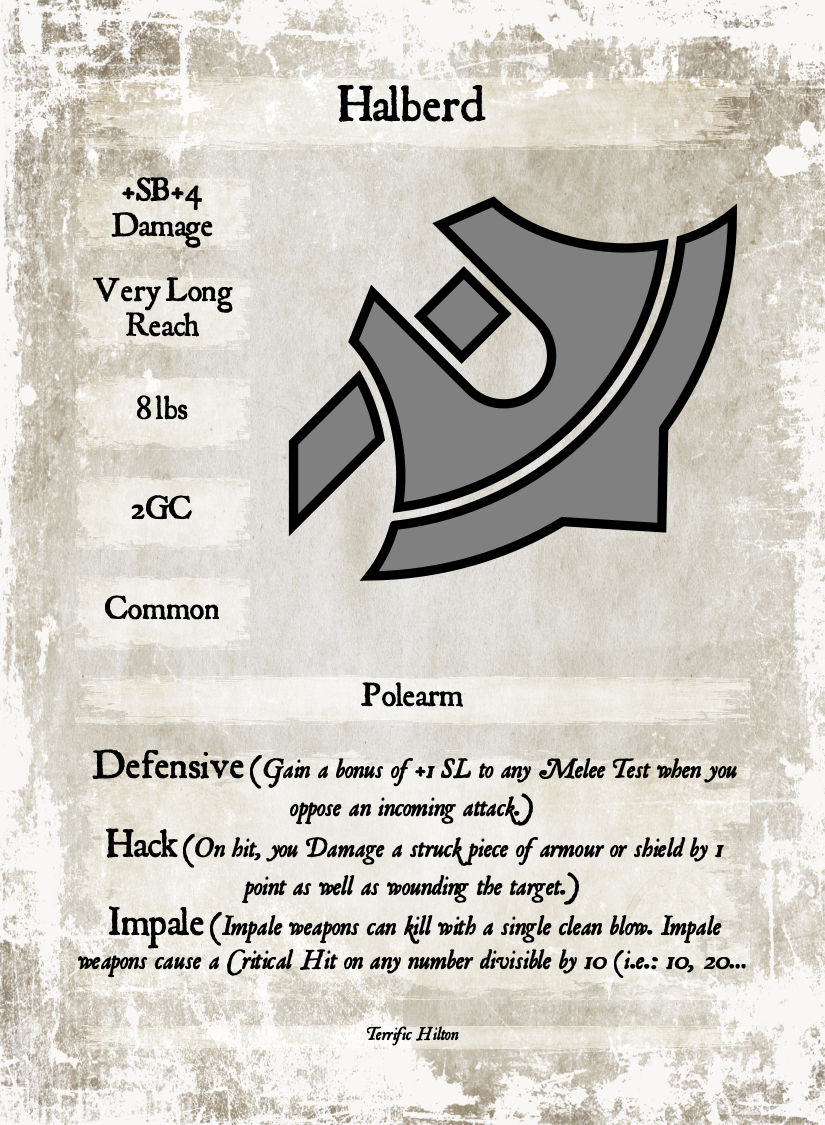 Halberd
+SB+4
Damage
Very Long
Reach
8 lbs
2GC
Common
Polearm
Defensive (Gain a bonus of +1 SL to any Melee Test when you
oppose an incoming attack.)
Hack (On hit, you Damage a struck piece of armour or shield by 1
point as well as wounding the target.)
Impale (Impale weapons can kill with a single clean blow. Impale
weapons cause a Critical Hit on any number divisible by 10 (i.e.: 10, 20...
Terrific Hilton